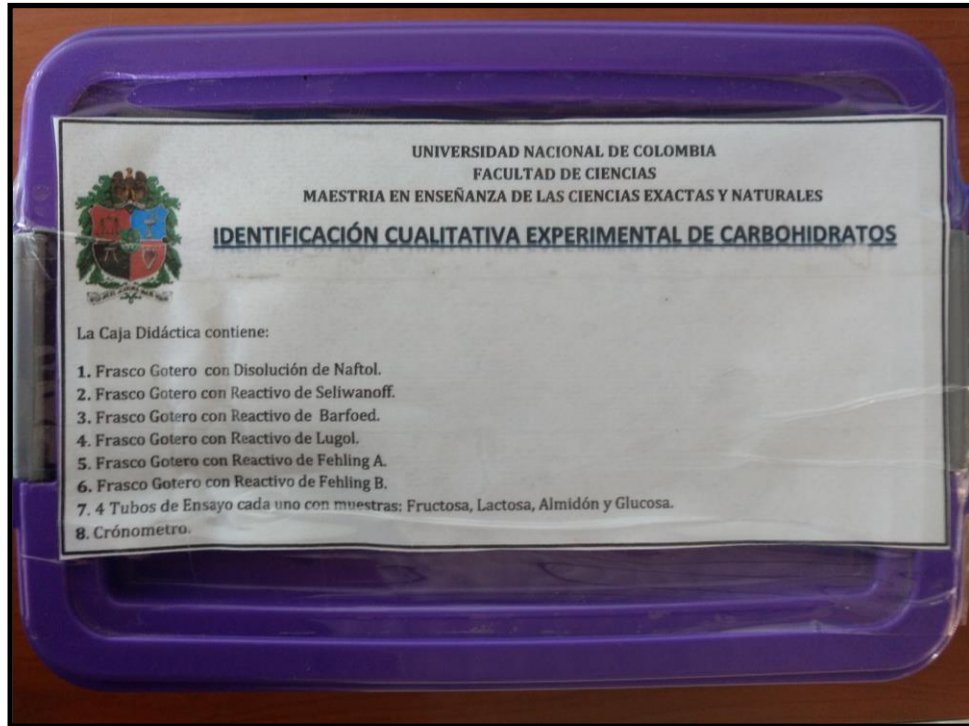 UNIVERSIDAD NACIONAL DE COLOMBIA
FACULTAD DE CIENCIAS
MAESTRIA EN ENSEÑANZA DE LAS CIENCIAS EXACTAS Y NATURALES
IDENTIFICACIÓN CUALITATIVA EXPERIMENTAL DE CARBOHIDRATOS
La Caja Didáctica contiene:
1. Frasco Gotero con Disolución de Naftol.
2. Frasco Gotero con Reactivo de Seliwanoff.
3. Frasco Gotero con Reactivo de Barfoed.
4. Frasco Gotero con Reactivo de Lugol.
5. Frasco Gotero con Reactivo de Fehling A.
6. Frasco Gotero con Reactivo de Fehling B.
7. 4 Tubos de Ensayo cada uno con muestras: Fructosa, Lactosa, Almidón y Glucosa.
8. Crónometro.